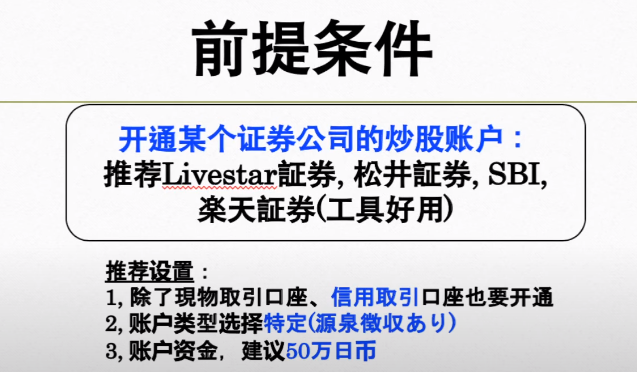 前提条件
开通某个证券公司的炒股账户：
推荐Livestar証券, 松井証券, SBI,
楽天証券(工具好用)
推荐设置：
1, 除了現物取引口座、信用取引口座也要开通
2, 账户类型选择特定(源泉徴収あり)
3, 账户资金，建议50万日币